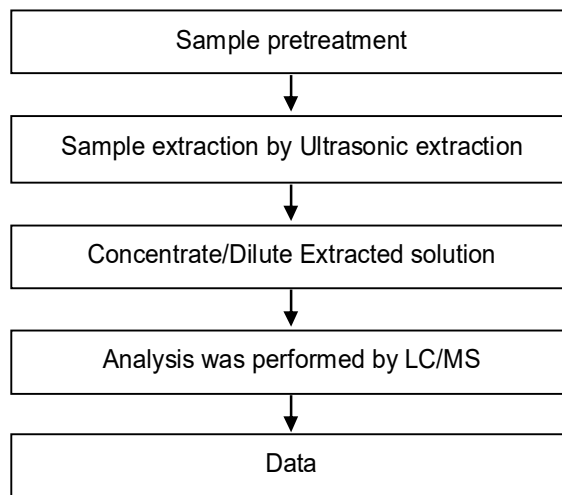 Sample pretreatment
Sample extraction by Ultrasonic extraction
Concentrate/Dilute Extracted solution
Analysis was performed by LC/MS
Data